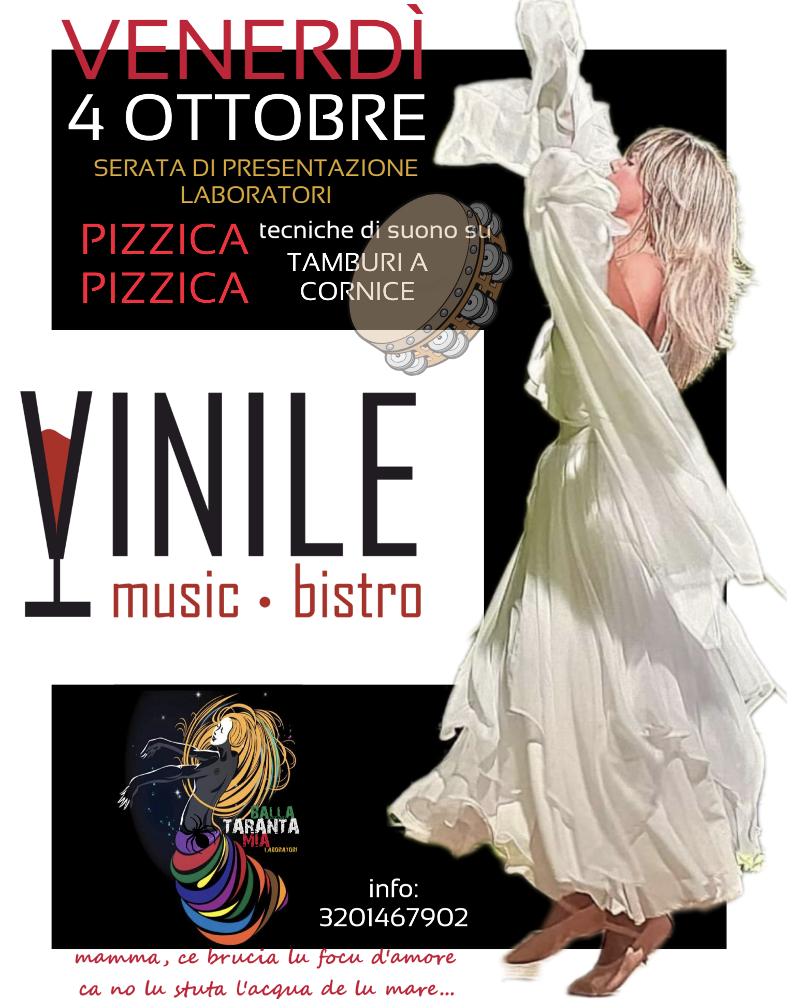 VENERDÌ
4 OTTOBRE
SERATA DI PRESENTAZIONE
LABORATORI
PIZZICA
PIZZICA
tecniche di suono su
TAMBURI A
CORNICE
VINILE
music • bistro
BALLA
TARANTA
MIA
LABORATORI
info:
3201467902
mamma, ce brucia lu focu d'amore
ca no lu stuta l'acqua de lu mare...